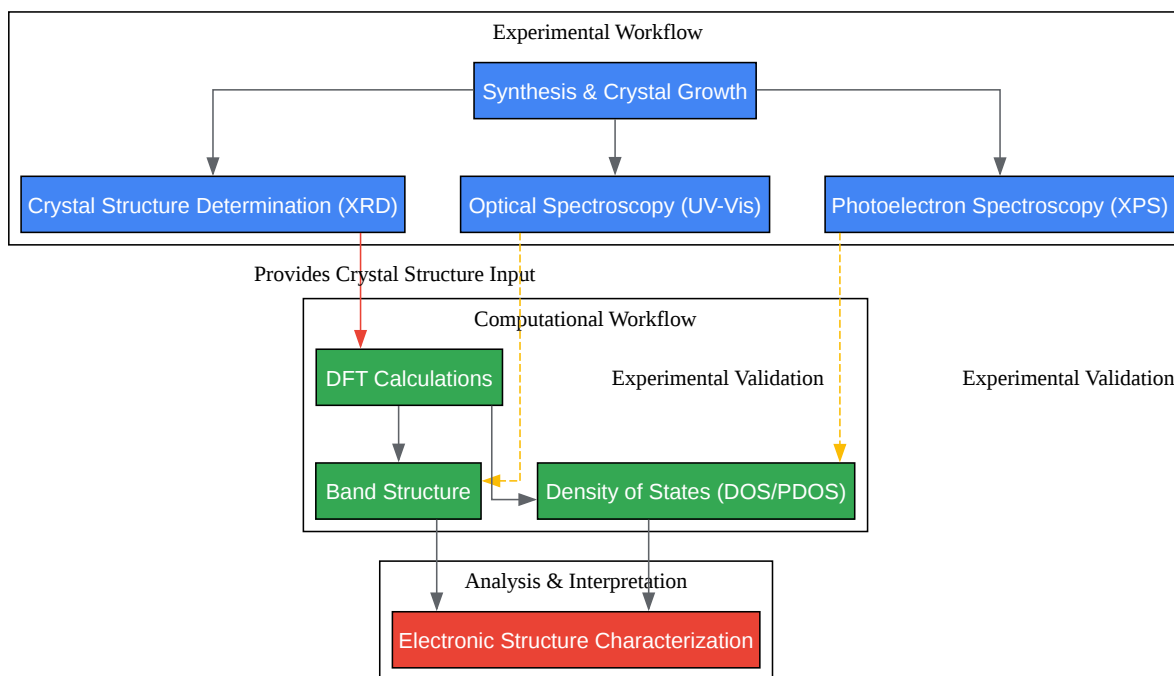 Experimental Workflow
Synthesis & Crystal Growth
Crystal Structure Determination (XRD)
Optical Spectroscopy (UV-Vis)
Photoelectron Spectroscopy (XPS)
Provides Crystal Structure Input
Computational Workflow
DFT Calculations
Experimental Validation
Experimental Validation
Band Structure
Density of States (DOS/PDOS)
Analysis & Interpretation
Electronic Structure Characterization